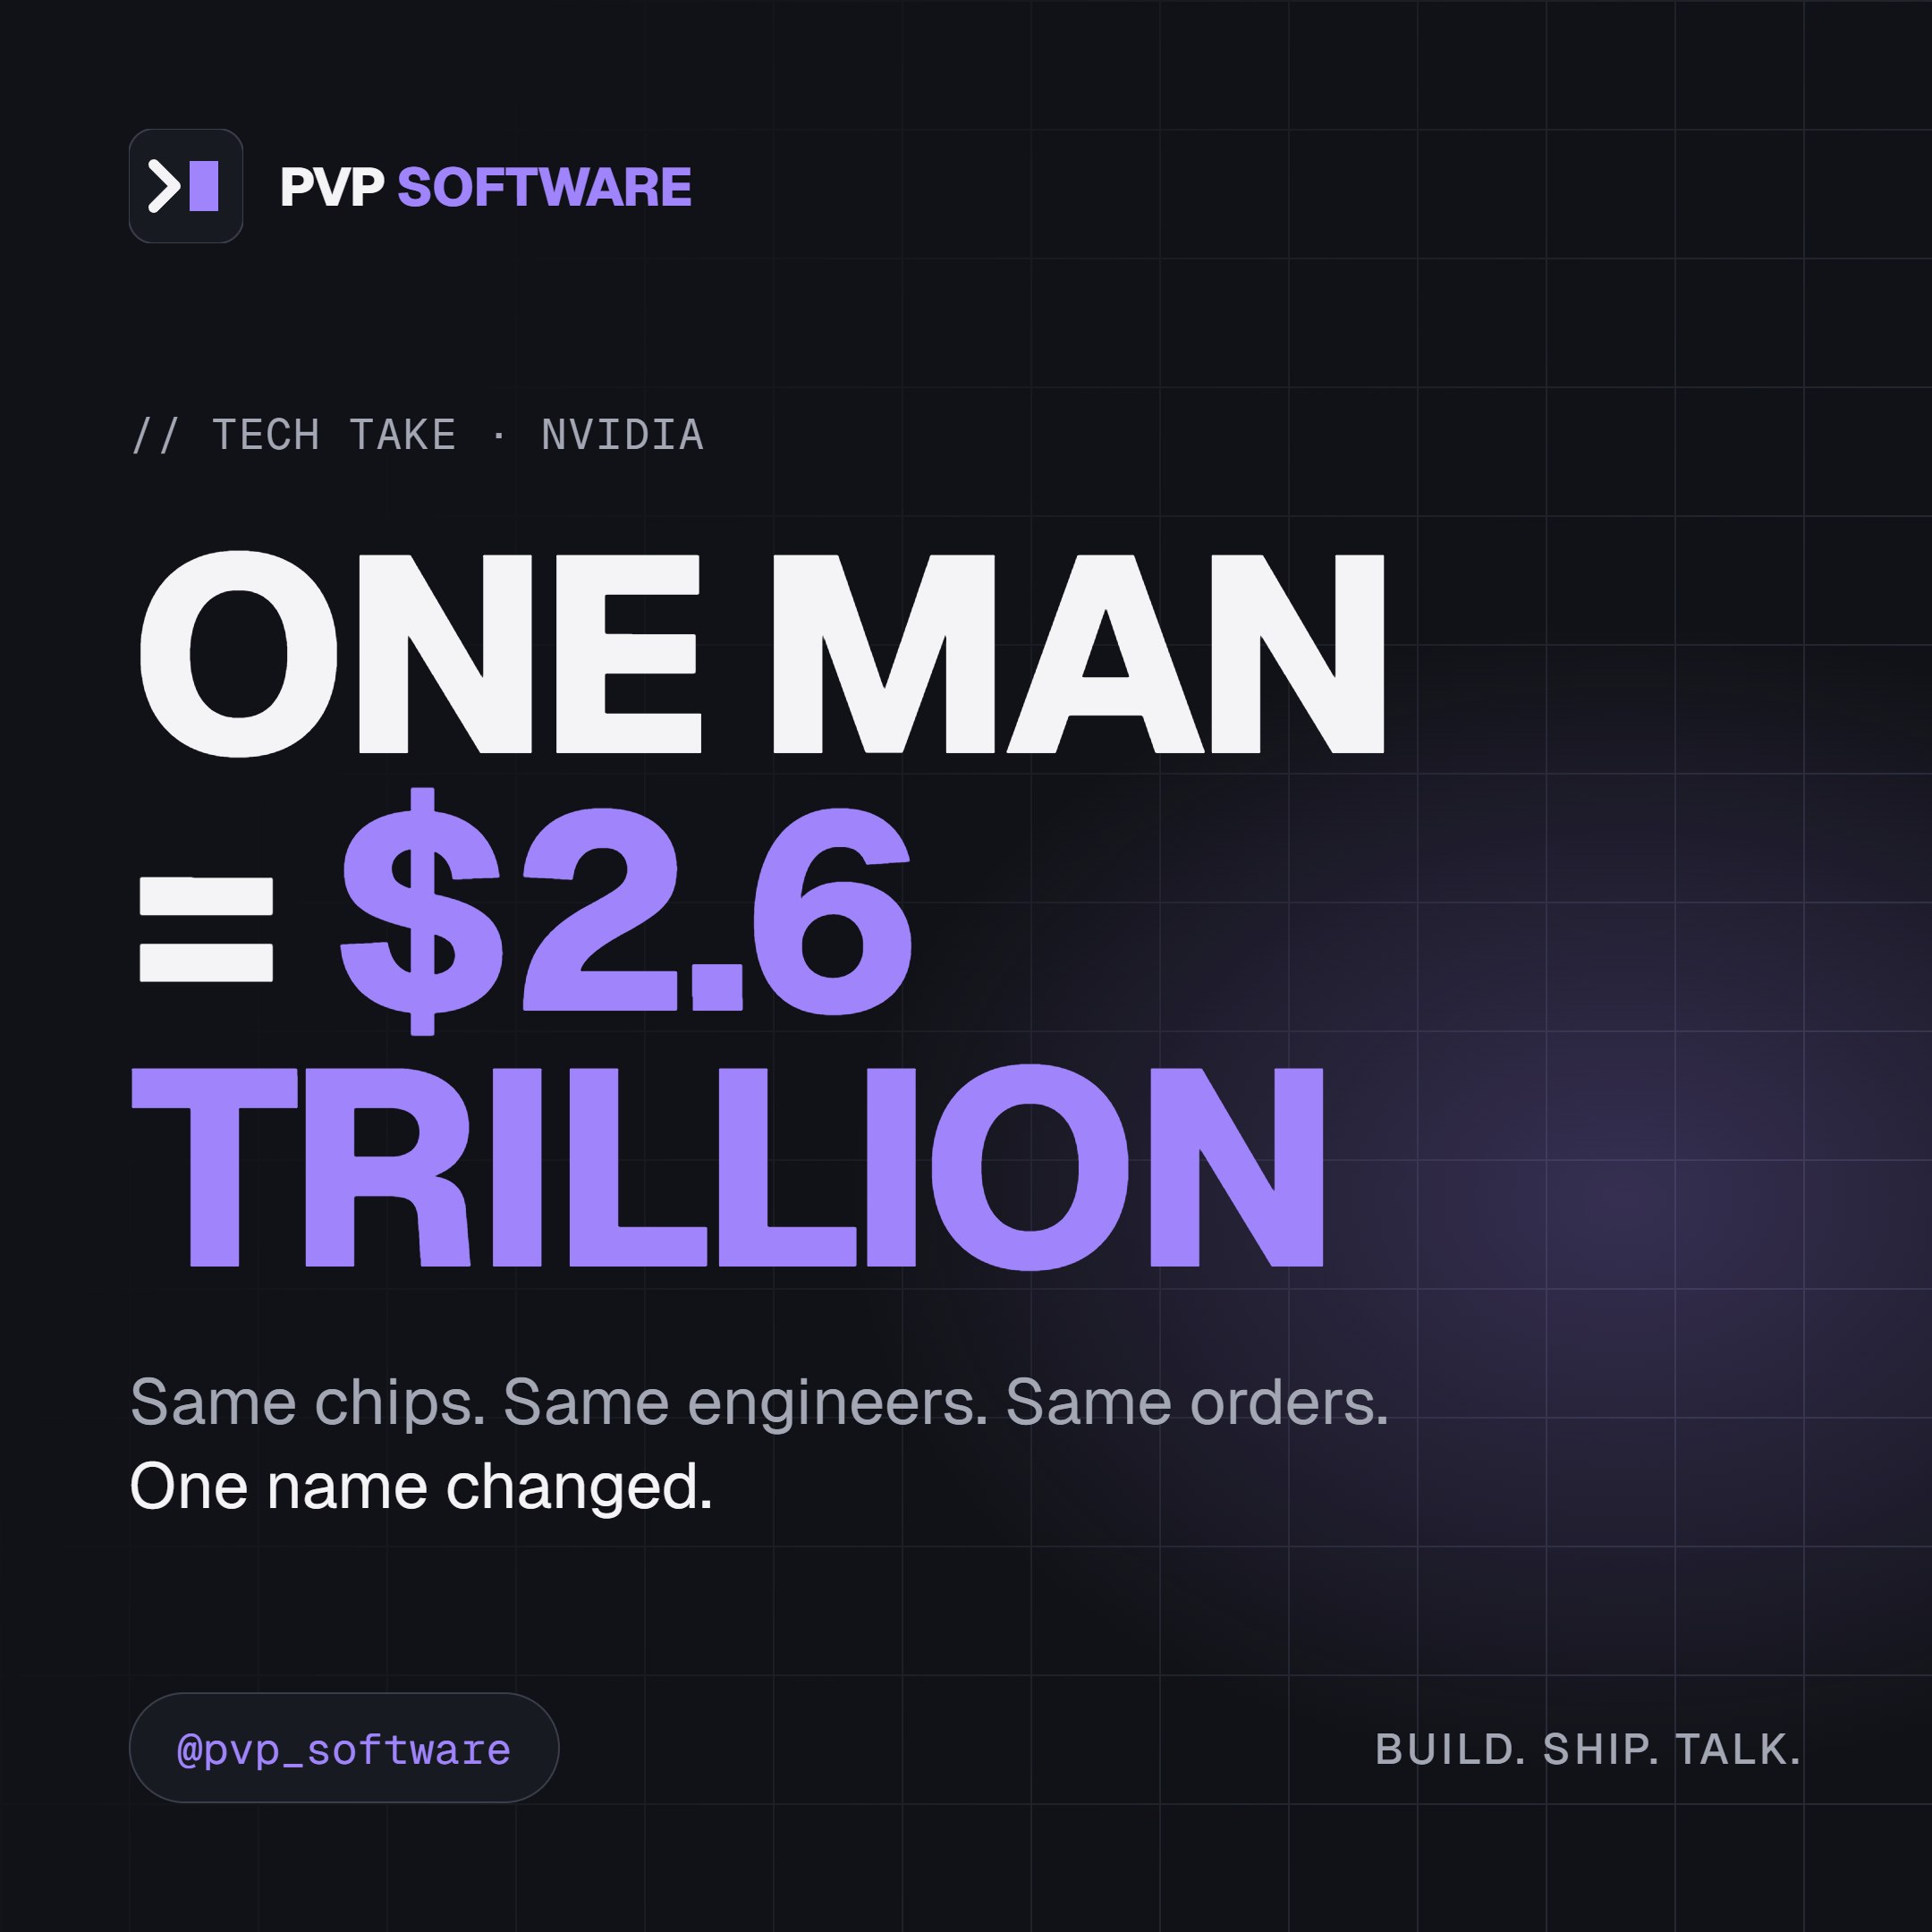 PVP SOFTWARE
// TECH TAKE · NVIDIA
ONE MAN
= $2.6
TRILLION
Same chips. Same engineers. Same orders.
One name changed.
@pvp_software
BUILD. SHIP. TALK.